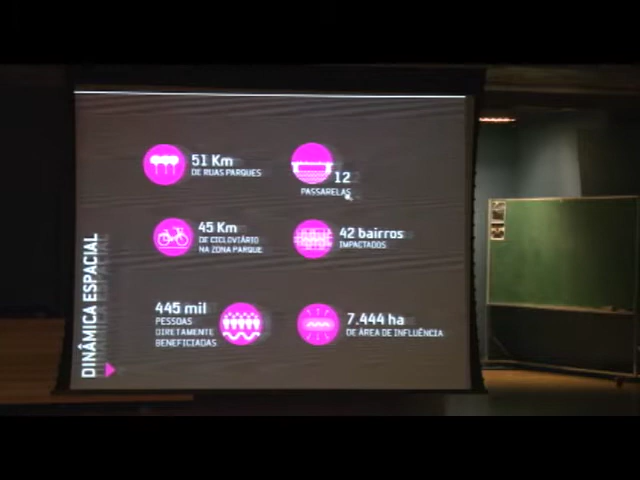 51 Km
DE RUAS PARQUES
12
PASSARELAS
45 Km
DE CICLOVIÁRIO
NA ZONA PARQUE
42 bairros
IMPACTADOS
445 mil
PESSOAS
DIRETAMENTE
BENEFICIADAS
7.444 ha
DE ÁREA DE INFLUÊNCIA
DINÂMICA ESPACIAL